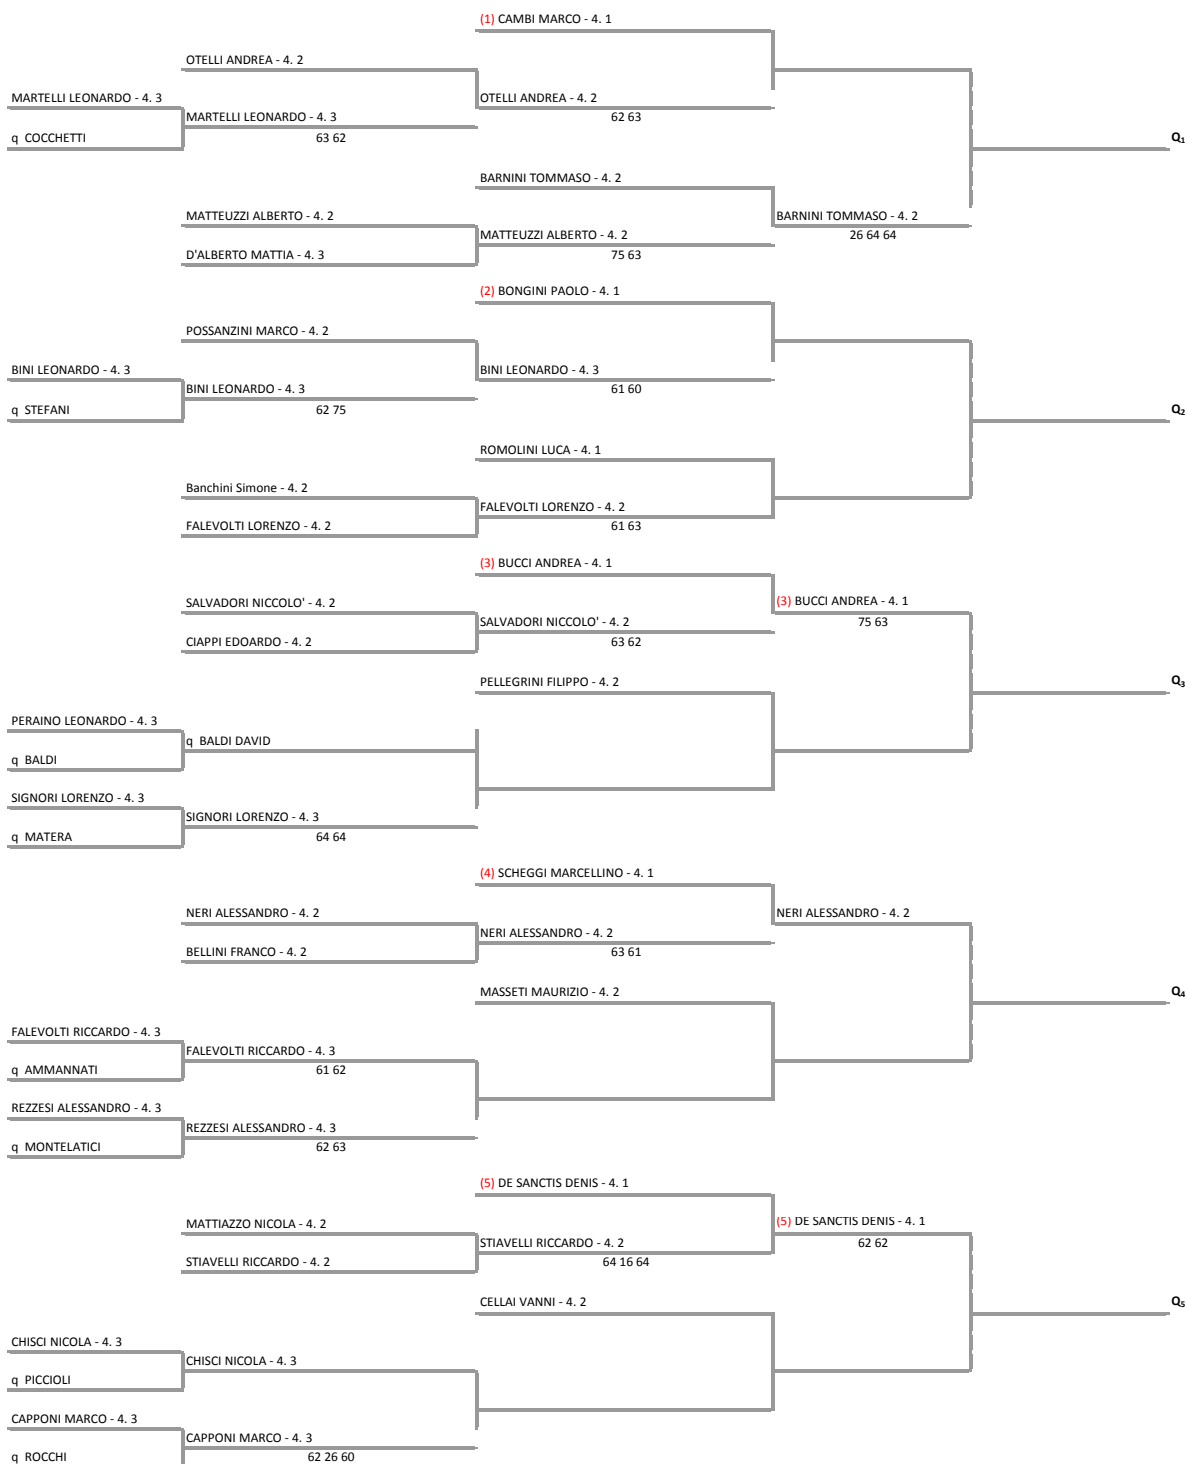 (1) CAMBI MARCO - 4. 1
OTELLI ANDREA - 4. 2
MARTELLI LEONARDO - 4. 3
OTELLI ANDREA - 4. 2
MARTELLI LEONARDO - 4. 3
62 63
q COCCHETTI
63 62
Q₁
BARNINI TOMMASO - 4. 2
MATTEUZZI ALBERTO - 4. 2
BARNINI TOMMASO - 4. 2
MATTEUZZI ALBERTO - 4. 2
26 64 64
D'ALBERTO MATTIA - 4. 3
75 63
(2) BONGINI PAOLO - 4. 1
POSSANZINI MARCO - 4. 2
BINI LEONARDO - 4. 3
BINI LEONARDO - 4. 3
BINI LEONARDO - 4. 3
61 60
q STEFANI
62 75
Q₂
ROMOLINI LUCA - 4. 1
Banchini Simone - 4. 2
FALEVOLTI LORENZO - 4. 2
FALEVOLTI LORENZO - 4. 2
61 63
(3) BUCCI ANDREA - 4. 1
SALVADORI NICCOLO' - 4. 2
(3) BUCCI ANDREA - 4. 1
SALVADORI NICCOLO' - 4. 2
75 63
CIAPPI EDOARDO - 4. 2
63 62
PELLEGRINI FILIPPO - 4. 2
Q₃
PERAINO LEONARDO - 4. 3
q BALDI DAVID
q BALDI
SIGNORI LORENZO - 4. 3
SIGNORI LORENZO - 4. 3
q MATERA
64 64
(4) SCHEGGI MARCELLINO - 4. 1
NERI ALESSANDRO - 4. 2
NERI ALESSANDRO - 4. 2
NERI ALESSANDRO - 4. 2
BELLINI FRANCO - 4. 2
63 61
MASSETI MAURIZIO - 4. 2
Q₄
FALEVOLTI RICCARDO - 4. 3
FALEVOLTI RICCARDO - 4. 3
q AMMANNATI
61 62
REZZESI ALESSANDRO - 4. 3
REZZESI ALESSANDRO - 4. 3
q MONTELATICI
62 63
(5) DE SANCTIS DENIS - 4. 1
MATTIAZZO NICOLA - 4. 2
(5) DE SANCTIS DENIS - 4. 1
STIAVELLI RICCARDO - 4. 2
62 62
STIAVELLI RICCARDO - 4. 2
64 16 64
CELLAI VANNI - 4. 2
Q₅
CHISCI NICOLA - 4. 3
CHISCI NICOLA - 4. 3
q PICCIOLI
CAPPONI MARCO - 4. 3
CAPPONI MARCO - 4. 3
q ROCCHI
62 26 60